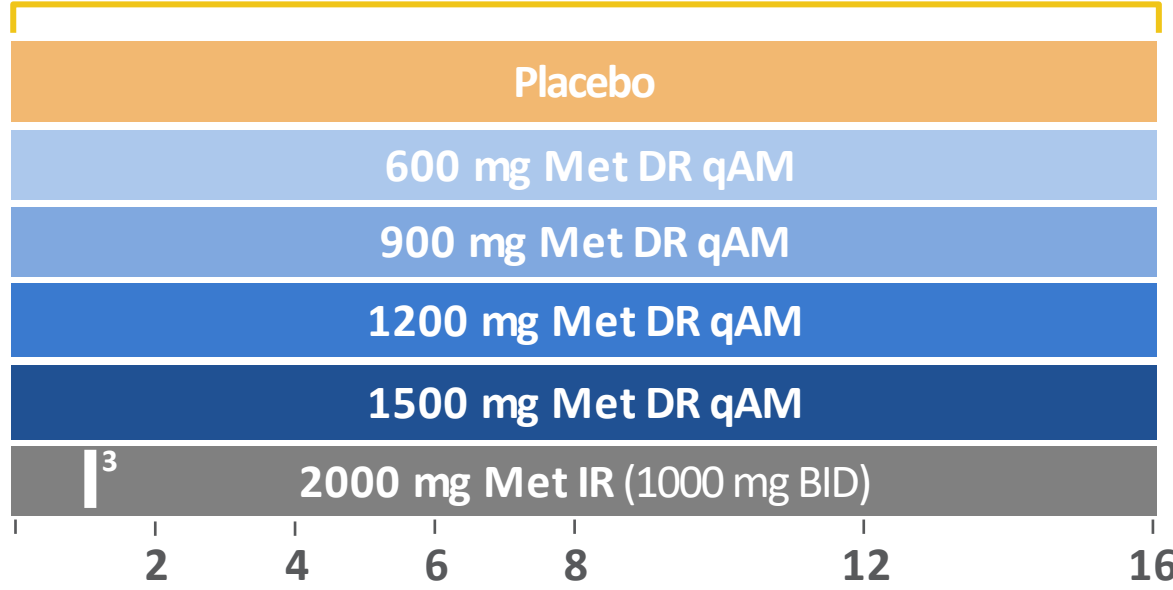 Placebo
600 mg Met DR qAM
900 mg Met DR qAM
1200 mg Met DR qAM
1500 mg Met DR qAM
3 2000 mg Met IR (1000 mg BID)
2 4 6 8 12 16